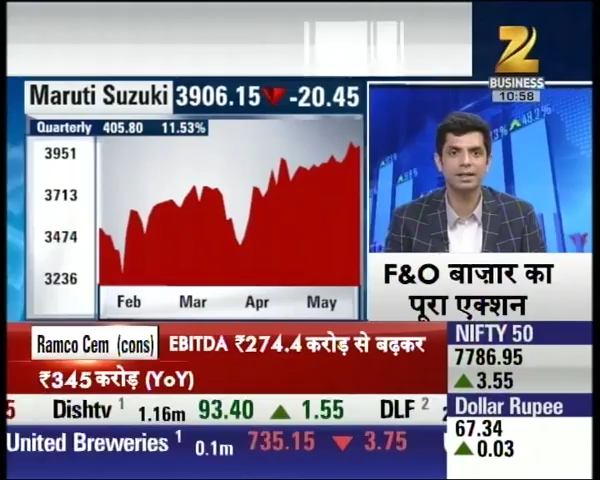 Z
BUSINESS
10:58
Maruti Suzuki 3906.15 -20.45
Quarterly 405.80 11.53%
3951
3713
3474
3236
Feb Mar Apr May
F&O बाज़ार का
पूरा एक्शन
Ramco Cem (cons) EBITDA ₹274.4 करोड़ से बढ़कर
₹345 करोड़ (YoY)
NIFTY 50
7786.95
3.55
Dollar Rupee
67.34
0.03
5 Dishtv 1 1.16m 93.40 1.55 DLF 2
United Breweries 1 0.1m 735.15 3.75